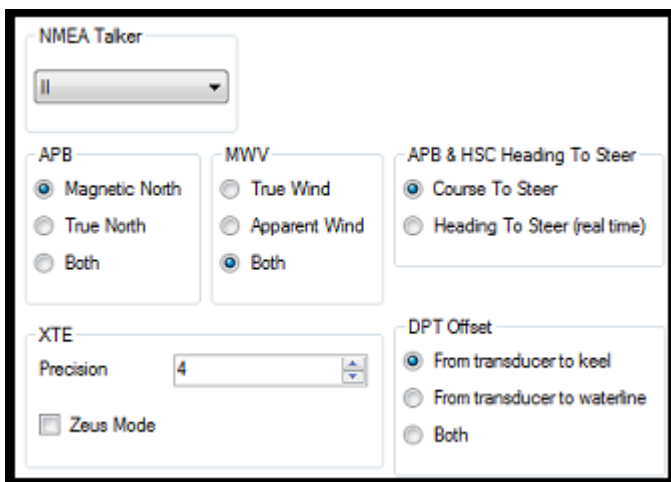 NMEA Talker
II
APB
Magnetic North
True North
Both
MWV
True Wind
Apparent Wind
Both
APB & HSC Heading To Steer
Course To Steer
Heading To Steer (real time)
XTE
Precision 4
Zeus Mode
DPT Offset
From transducer to keel
From transducer to waterline
Both